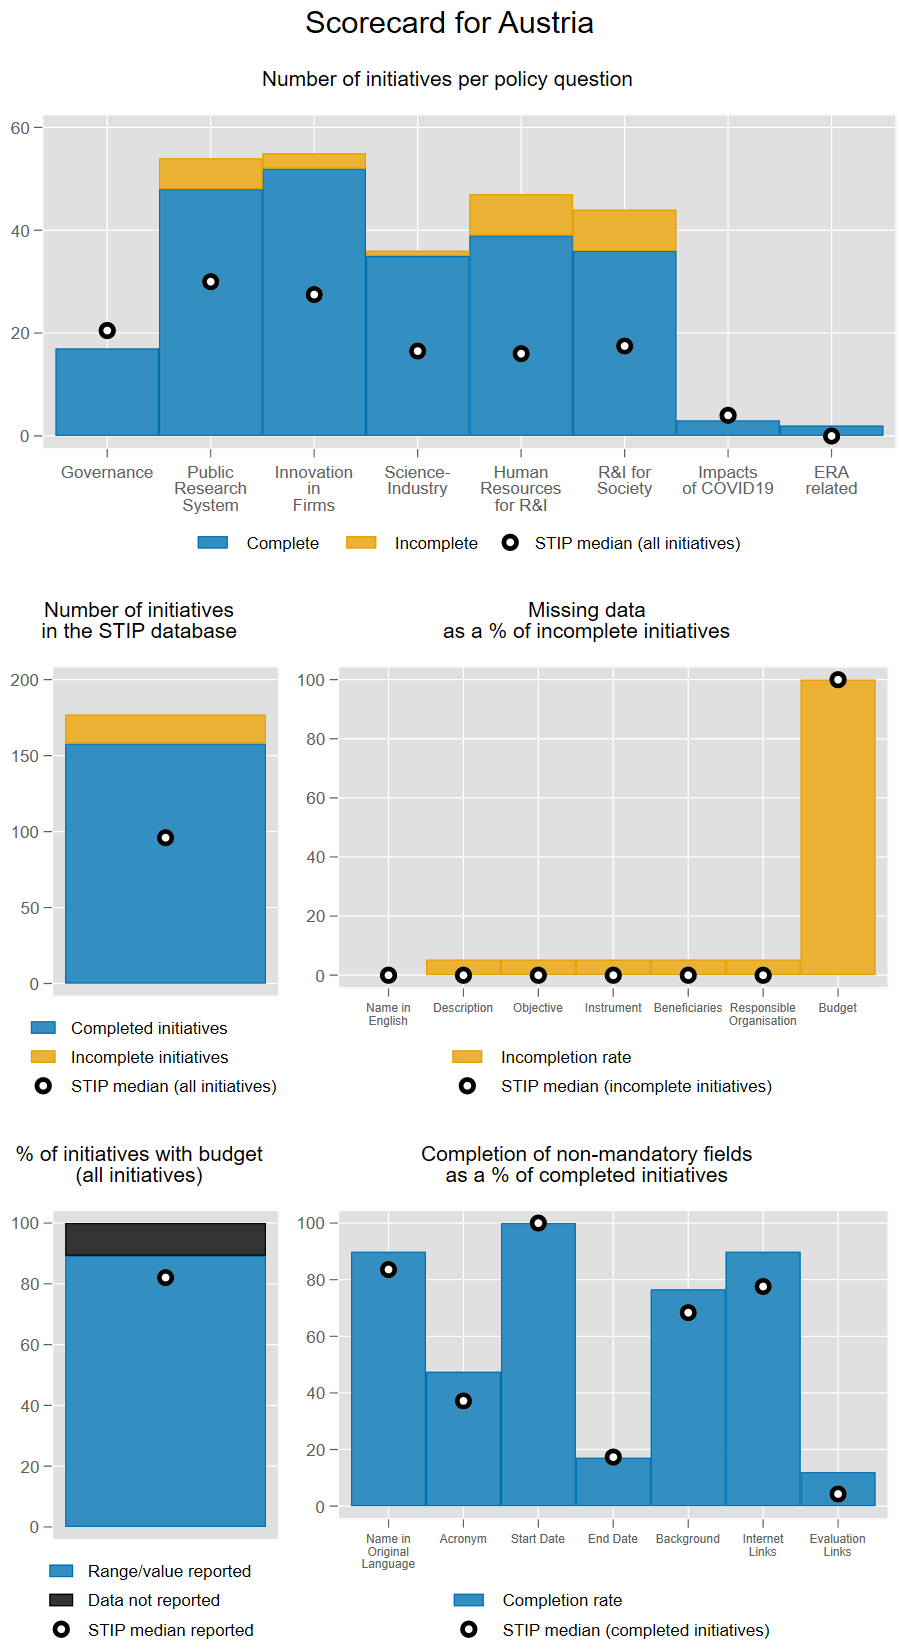 Scorecard for Austria
Number of initiatives per policy question
60
40
20
0
Governance
Public
Research
System
Innovation
in
Firms
Science-
Industry
Human
Resources
for R&I
R&I for
Society
Impacts
of COVID19
ERA
related
Complete
Incomplete
STIP median (all initiatives)
Number of initiatives
in the STIP database
200
150
100
50
0
Completed initiatives
Incomplete initiatives
STIP median (all initiatives)
Missing data
as a % of incomplete initiatives
100
80
60
40
20
0
Name in
English
Description
Objective
Instrument
Beneficiaries
Responsible
Organisation
Budget
Incompletion rate
STIP median (incomplete initiatives)
% of initiatives with budget
(all initiatives)
100
80
60
40
20
0
Range/value reported
Data not reported
STIP median reported
Completion of non-mandatory fields
as a % of completed initiatives
100
80
60
40
20
0
Name in
Original
Language
Acronym
Start Date
End Date
Background
Internet
Links
Evaluation
Links
Completion rate
STIP median (completed initiatives)